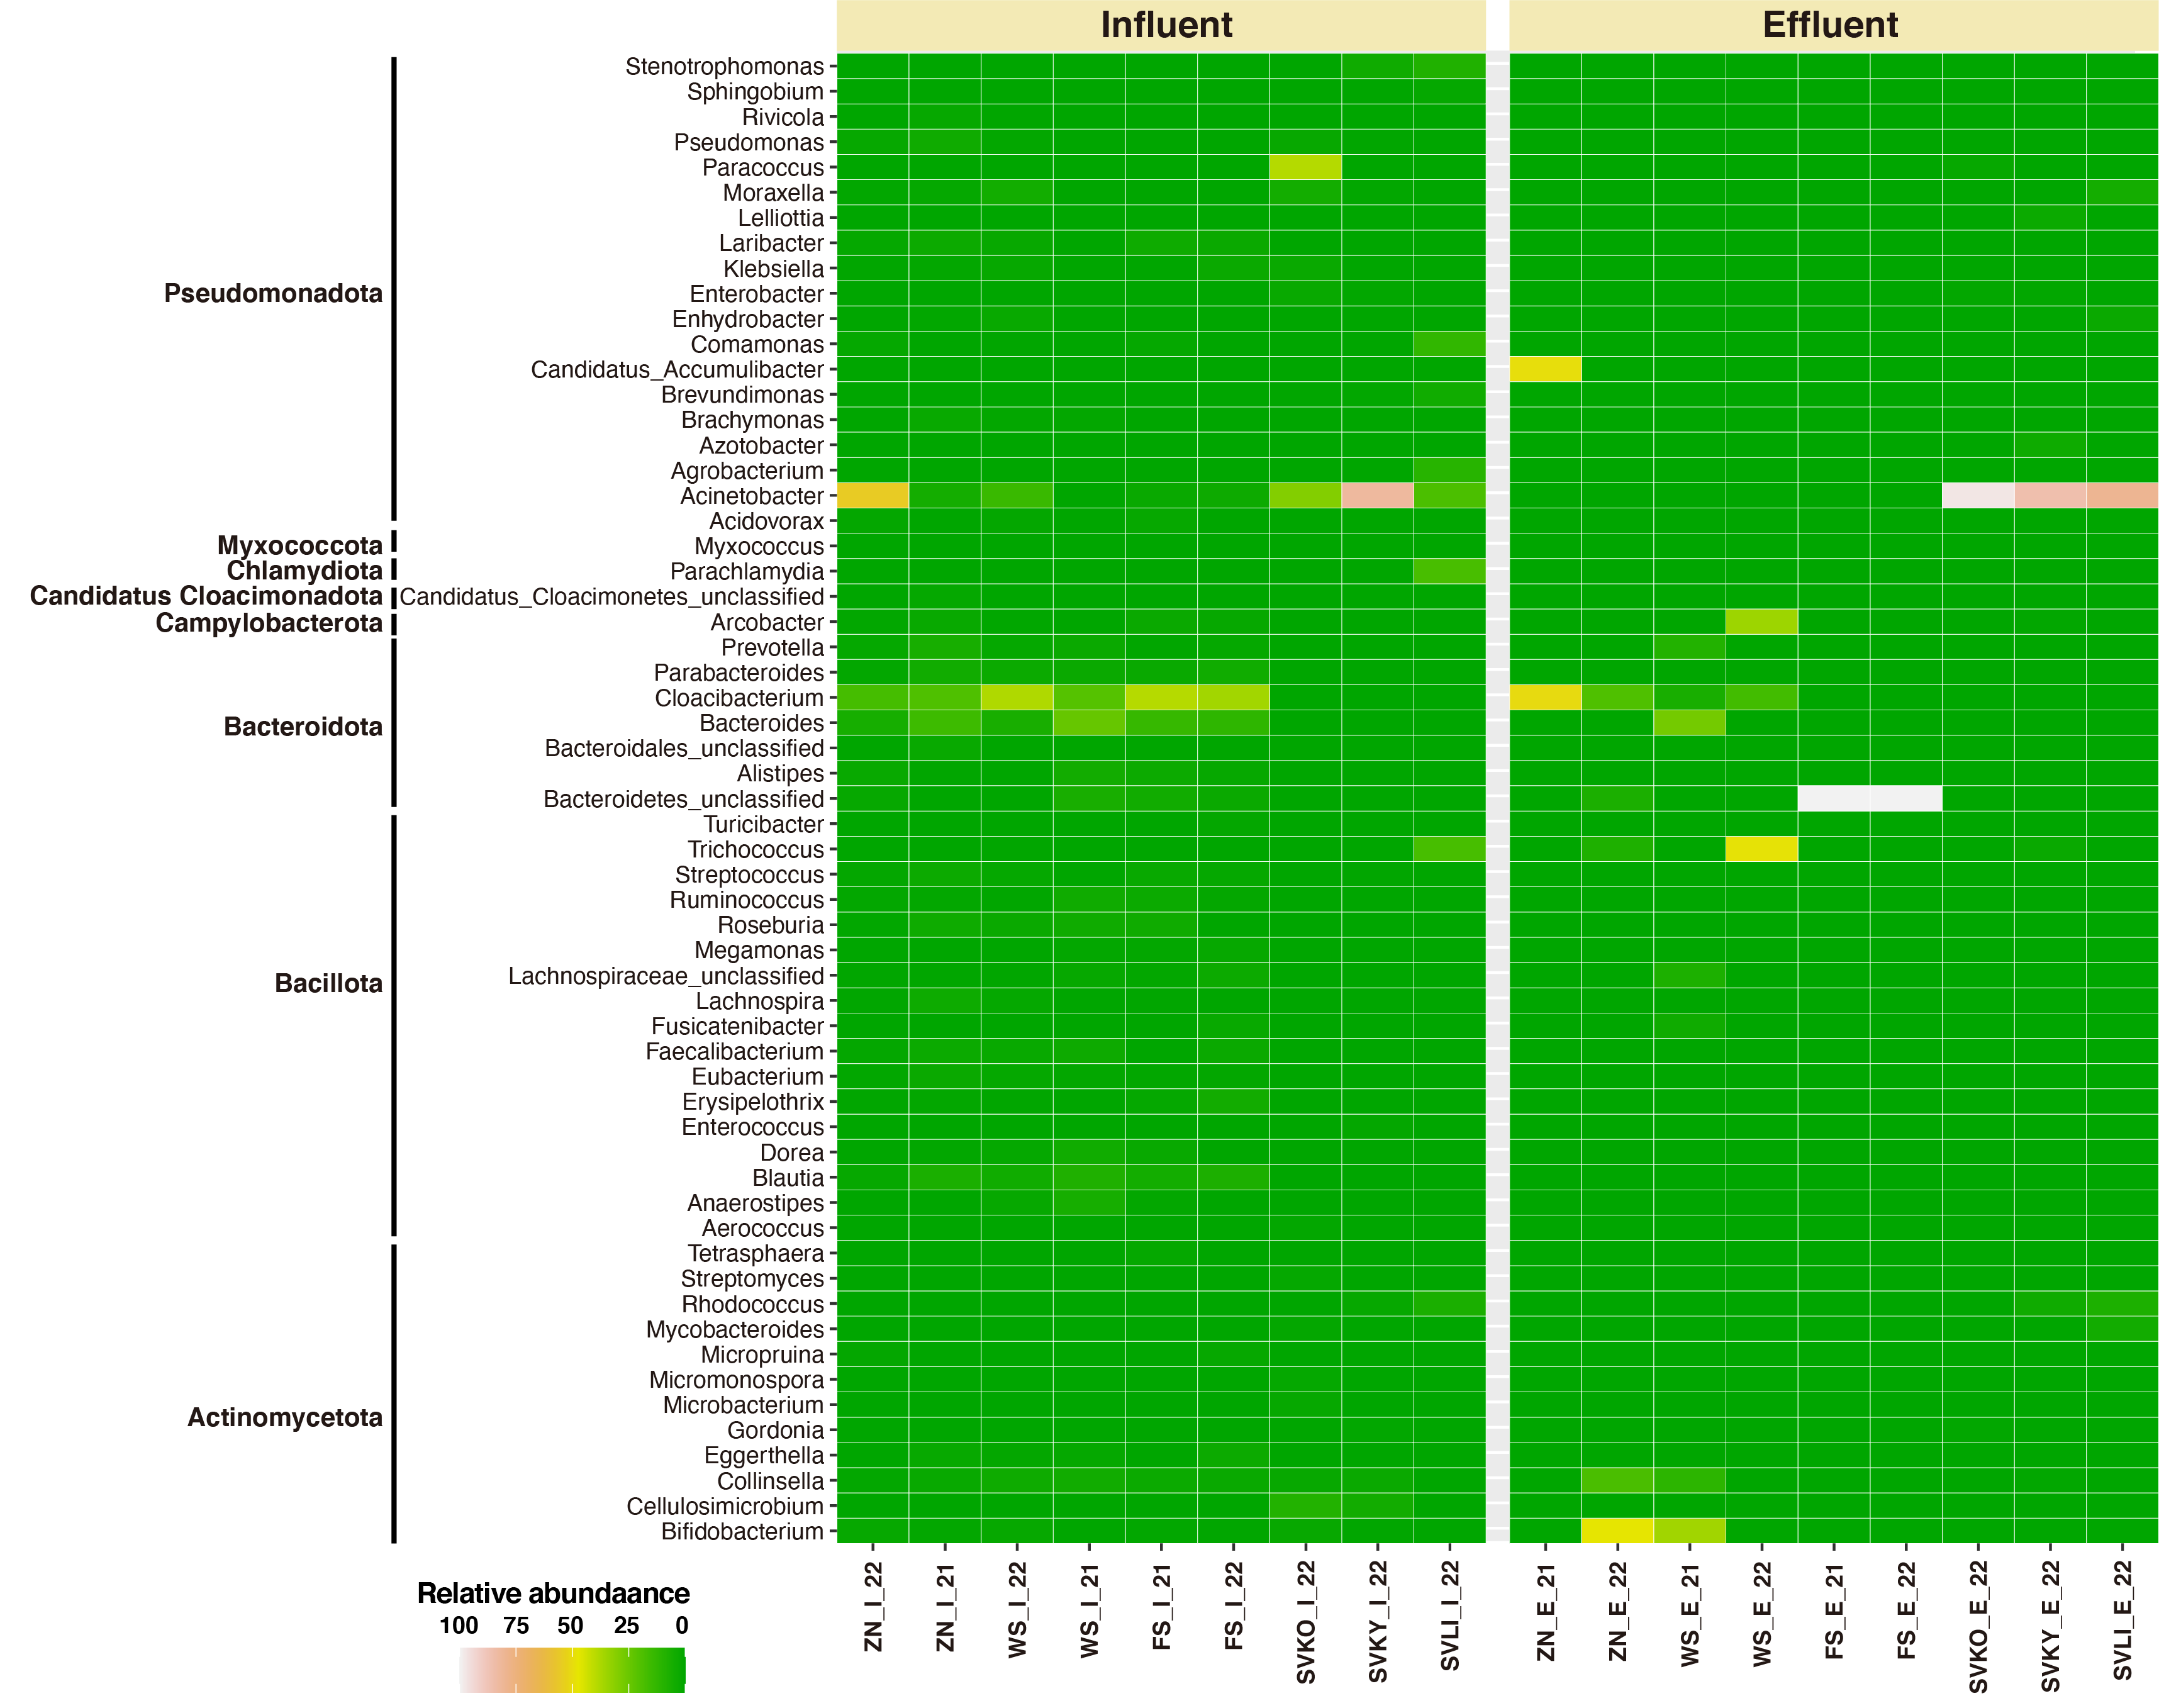 Influent
Effluent
Stenotrophomonas
Sphingobium
Rivicola
Pseudomonas
Paracoccus
Moraxella
Lelliottia
Laribacter
Klebsiella
Pseudomonadota
Enterobacter
Enhydrobacter
Comamonas
Candidatus_Accumulibacter
Brevundimonas
Brachymonas
Azotobacter
Agrobacterium
Acinetobacter
Acidovorax
Myxococcota
Myxococcus
Chlamydiota
Parachlamydia
Candidatus Cloacimonadota
Candidatus_Cloacimonetes_unclassified
Campylobacterota
Arcobacter
Prevotella
Parabacteroides
Cloacibacterium
Bacteroidota
Bacteroides
Bacteroidales_unclassified
Alistipes
Bacteroidetes_unclassified
Turicibacter
Trichococcus
Streptococcus
Ruminococcus
Roseburia
Megamonas
Bacillota
Lachnospiraceae_unclassified
Lachnospira
Fusicatenibacter
Faecalibacterium
Eubacterium
Erysipelothrix
Enterococcus
Dorea
Blautia
Anaerostipes
Aerococcus
Tetrasphaera
Streptomyces
Rhodococcus
Mycobacteroides
Micropruina
Micromonospora
Microbacterium
Actinomycetota
Gordonia
Eggerthella
Collinsella
Cellulosimicrobium
Bifidobacterium
ZN_I_22
ZN_I_21
WS_I_22
WS_I_21
FS_I_21
FS_I_22
SVKO_I_22
SVKY_I_22
SVLI_I_22
ZN_E_21
ZN_E_22
WS_E_21
WS_E_22
FS_E_21
FS_E_22
SVKO_E_22
SVKY_E_22
SVLI_E_22
Relative abundaance
100 75 50 25 0